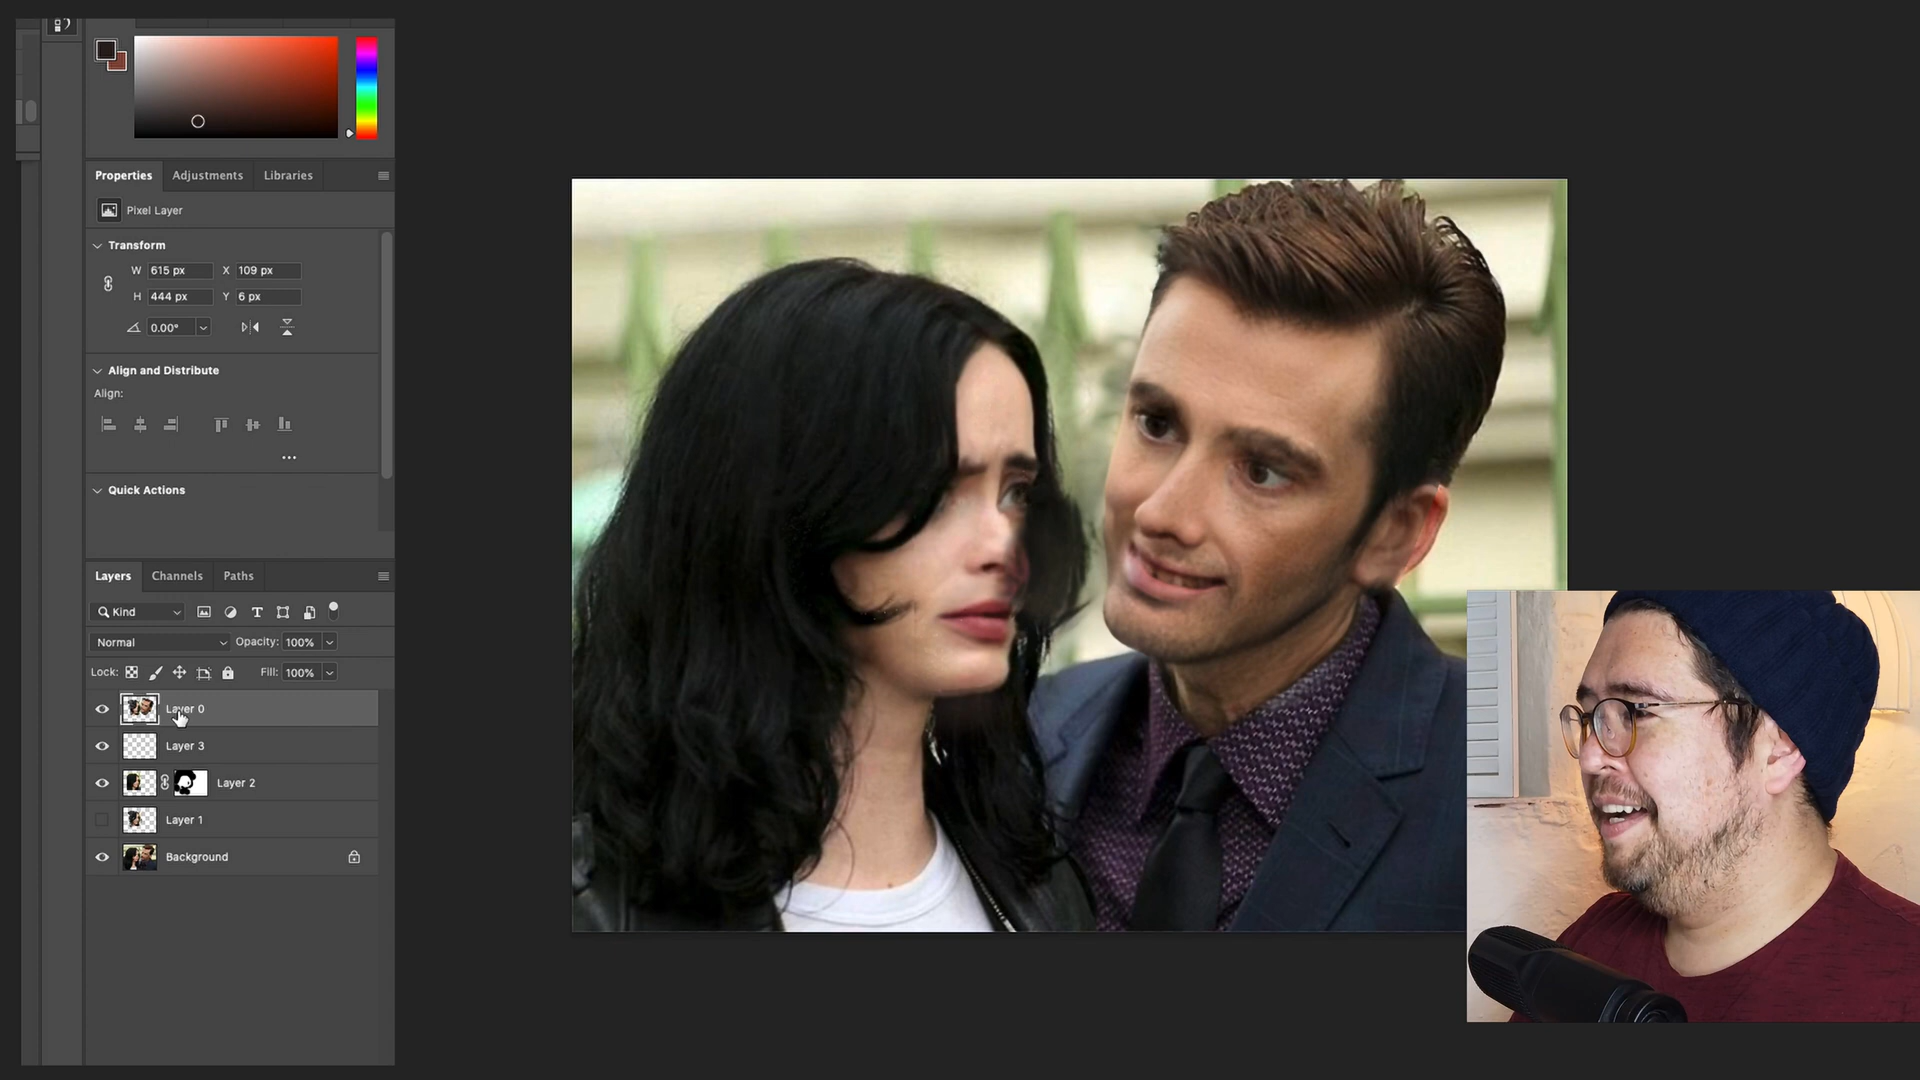 Properties Adjustments Libraries
Pixel Layer
Transform
W 615 px X 109 px
H 444 px Y 6 px
0.00°
Align and Distribute
Align:
...
Quick Actions
Layers Channels Paths
Kind T
Normal Opacity: 100%
Lock: Fill: 100%
Layer 0
Layer 3
Layer 2
Layer 1
Background